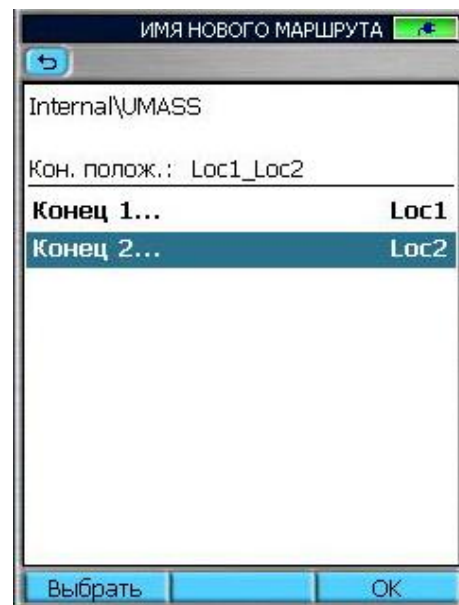 ИМЯ НОВОГО МАРШРУТА
Internal\UMASS
Кон. полож.: Loc1_Loc2
Конец 1... Loc1
Конец 2... Loc2
Выбрать OK